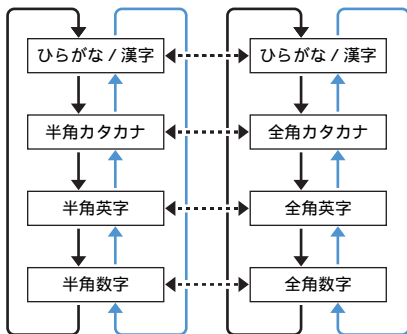 ひらがな / 漢字
ひらがな / 漢字
半角カタカナ
全角カタカナ
半角英字
全角英字
半角数字
全角数字